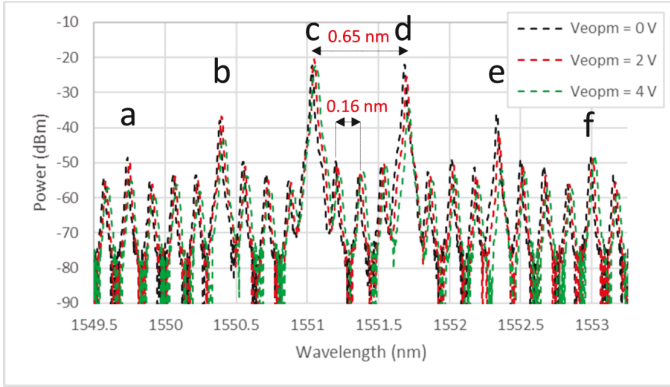 -10
-20
-30
-40
-50
-60
-70
-80
-90
Power (dBm)
c d
0.65 nm
b
a
0.16 nm
e
f
Veopm = 0 V
Veopm = 2 V
Veopm = 4 V
1549.5 1550 1550.5 1551 1551.5 1552 1552.5 1553
Wavelength (nm)